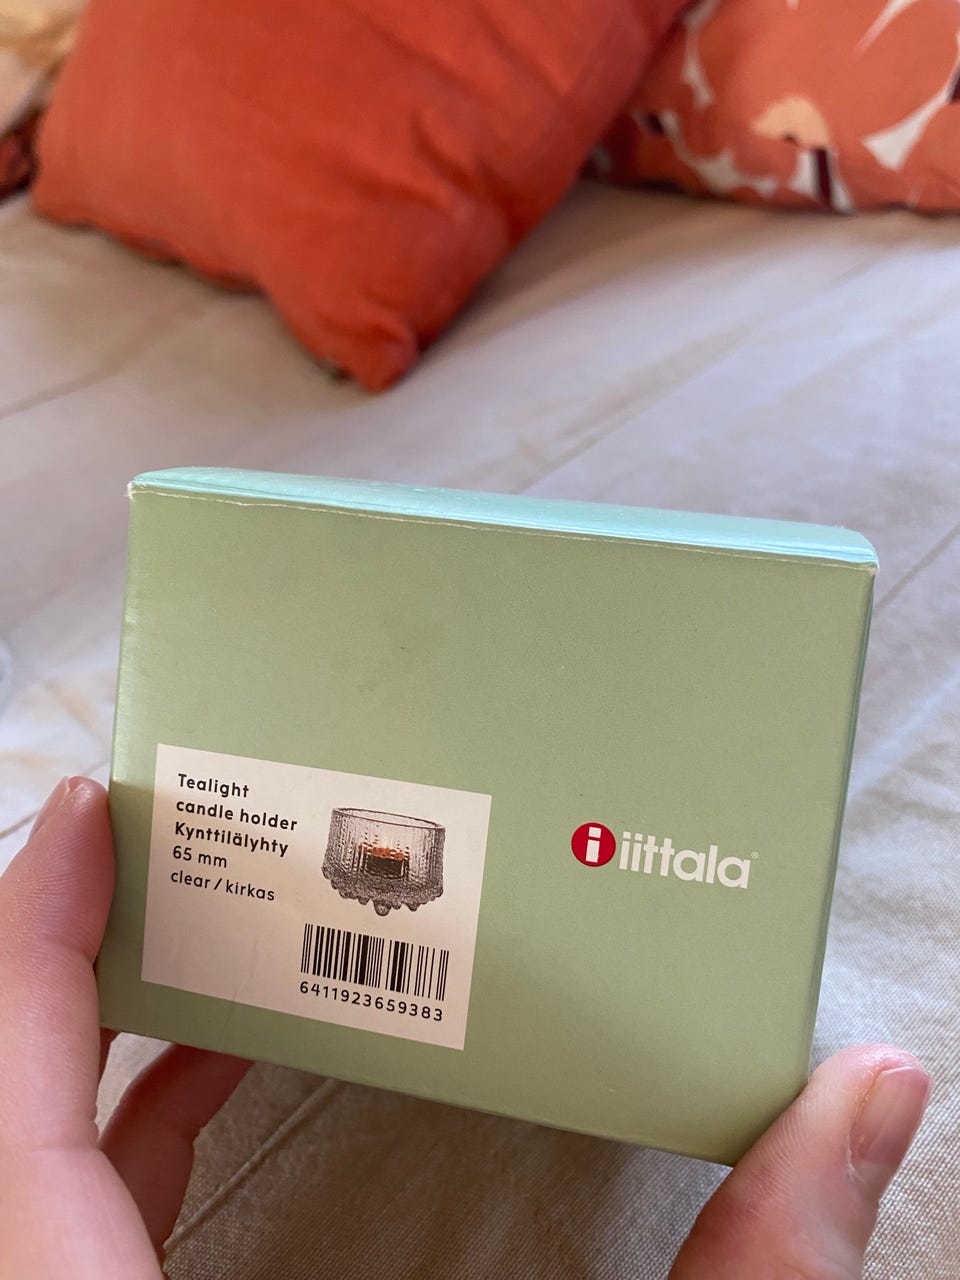 Tealight
candle holder
Kynttilälyhty
65 mm
clear / kirkas
6411923659383
i iittala®